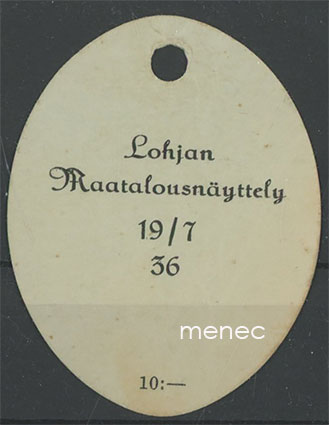 Lohjan
Maatalousnäyttely
19/7
36
menec
10:—